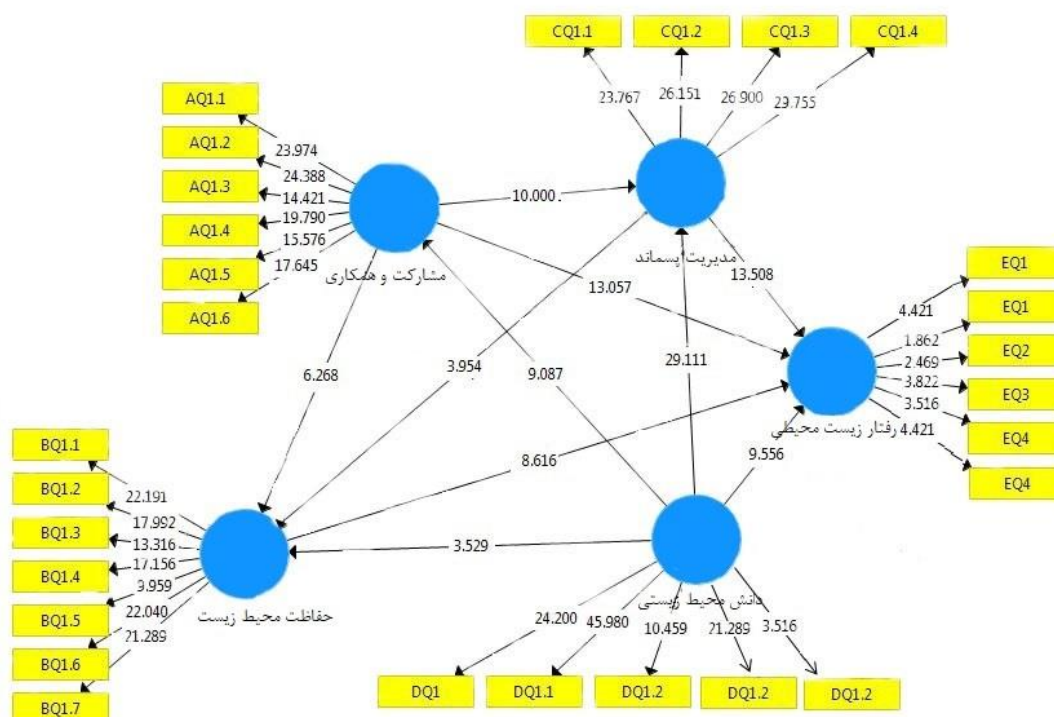 CQ1.1 CQ1.2 CQ1.3 CQ1.4
23.767 26.151 26.900 29.755
AQ1.1
AQ1.2
AQ1.3
AQ1.4
AQ1.5
AQ1.6
23.974
24.388
14.421
19.790
15.576
17.645
مشارکت و همکاری
10.000
مدیریت پسماند
13.508
13.057
6.268
3.954
9.087
29.111
EQ1
EQ1
EQ2
EQ3
EQ4
EQ4
4.421
1.862
2.469
3.822
3.516
4.421
رفتار زیست محیطی
9.556
8.616
3.529
BQ1.1
BQ1.2
BQ1.3
BQ1.4
BQ1.5
BQ1.6
BQ1.7
22.191
17.992
13.316
17.156
9.959
22.040
21.289
حفاظت محیط زیست
دانش محیط زیستی
24.200 45.980 10.459 21.289 3.516
DQ1 DQ1.1 DQ1.2 DQ1.2 DQ1.2